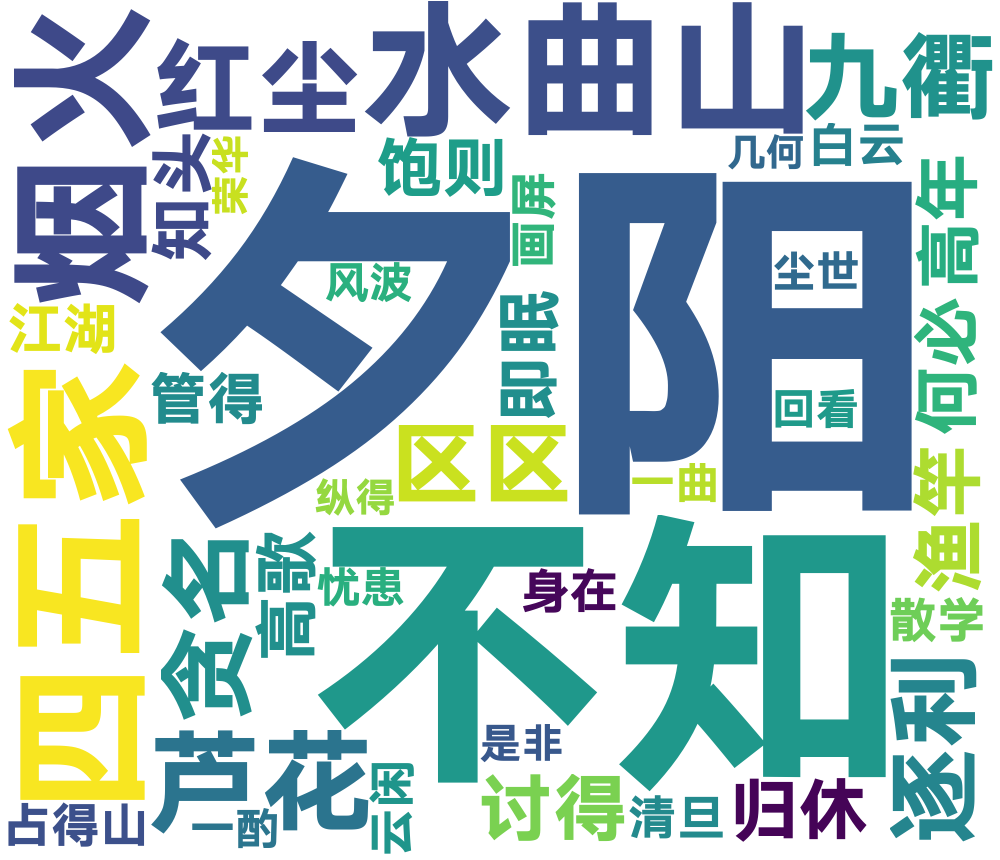 烟火
红尘
水曲山
九衢
知头
荣华
饱则
几何
白云
夕阳
画屏
高年
风波
尘世
江湖
即眠
何必
管得
回看
四五家
区区
一曲
纵得
渔竿
不知
贪名
高歌
忧患
身在
散学
逐利
芦花
是非
云闲
讨得
清旦
归休
占得山
一酌